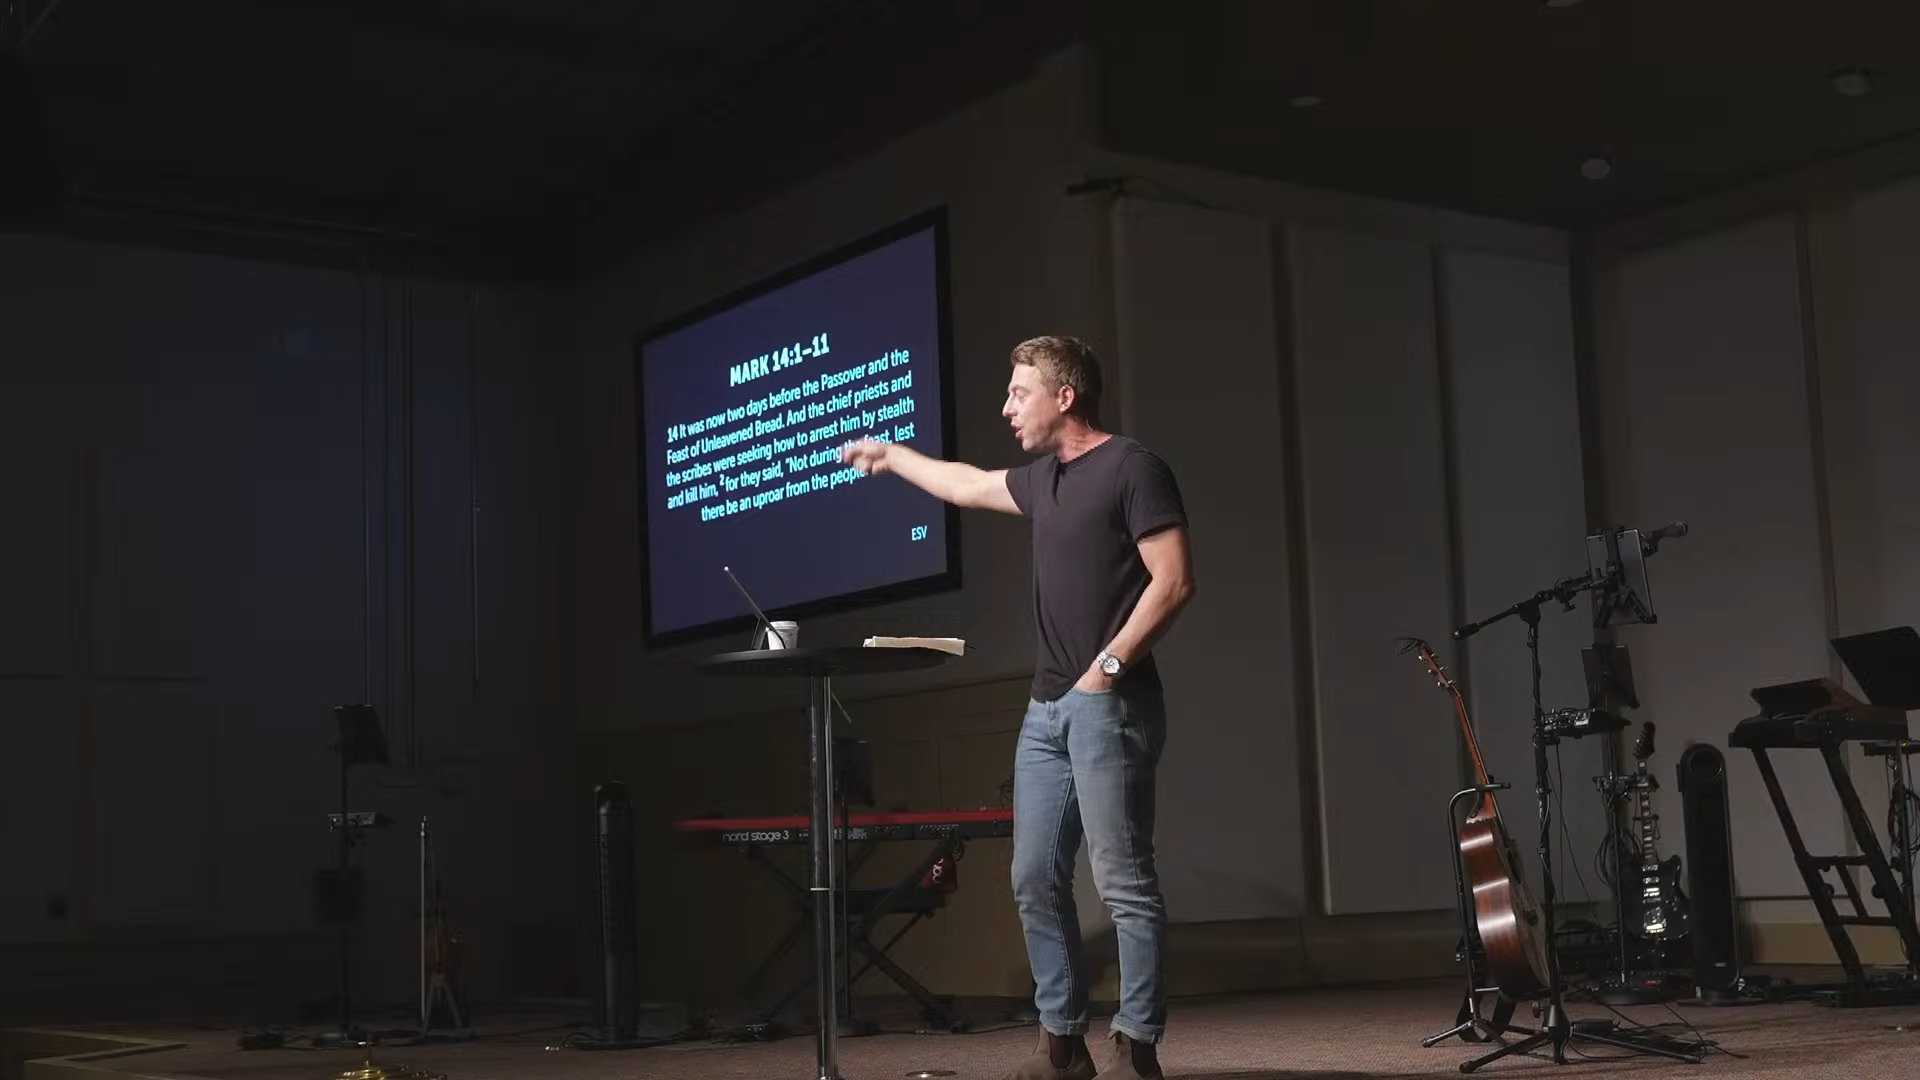 MARK 14:1–11
14 It was now two days before the Passover and the
Feast of Unleavened Bread. And the chief priests and
the scribes were seeking how to arrest him by stealth
and kill him, 2 for they said, "Not during the feast, lest
there be an uproar from the people
ESV
nord stage 3